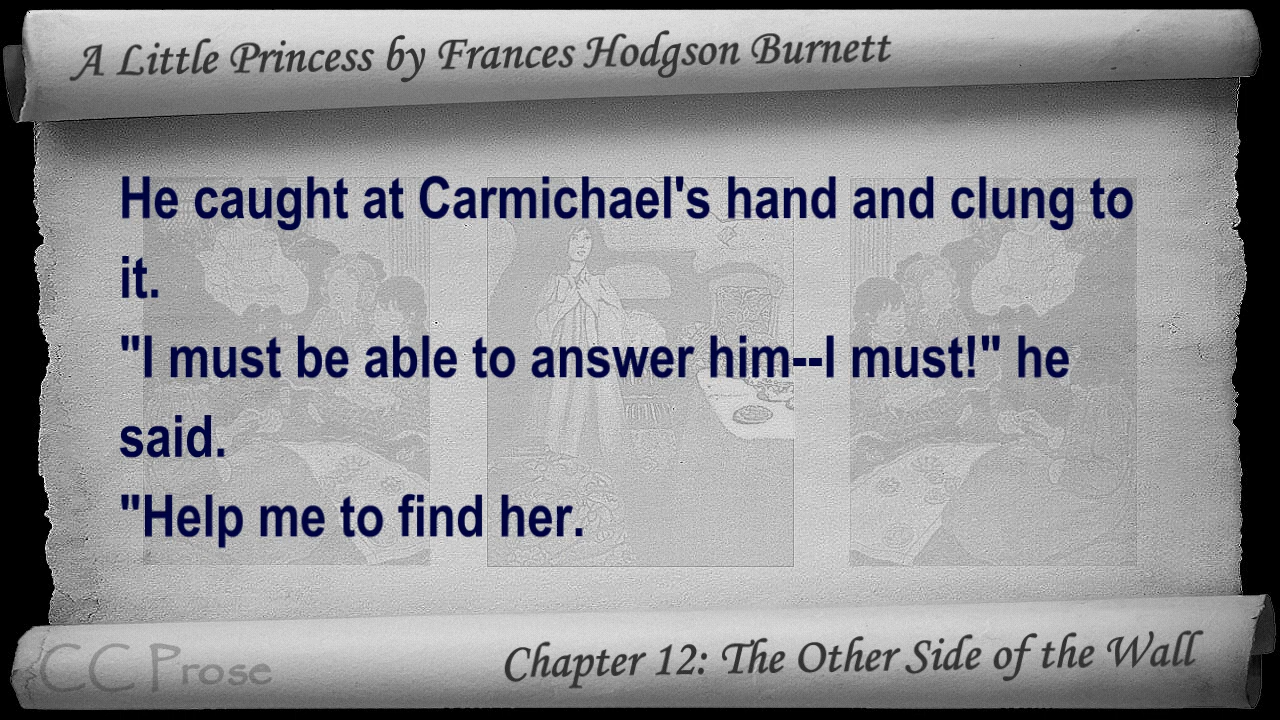 A Little Princess by Frances Hodgson Burnett
He caught at Carmichael's hand and clung to
it.
"I must be able to answer him--I must!" he
said.
"Help me to find her.
CC Prose
Chapter 12: The Other Side of the Wall